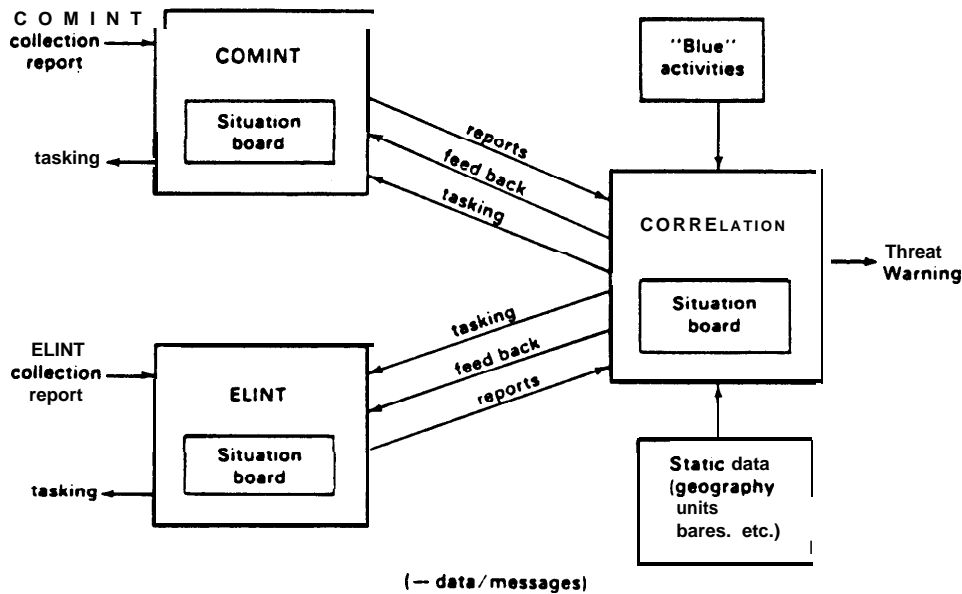 COMINT
collection
report
tasking
COMINT
Situation
board
reports
feed back
tasking
"Blue"
activities
CORRELATION
Situation
board
Threat
Warning
tasking
feed back
reports
ELINT
collection
report
tasking
ELINT
Situation
board
Static data
(geography
units
bares. etc.)
(— data/messages)